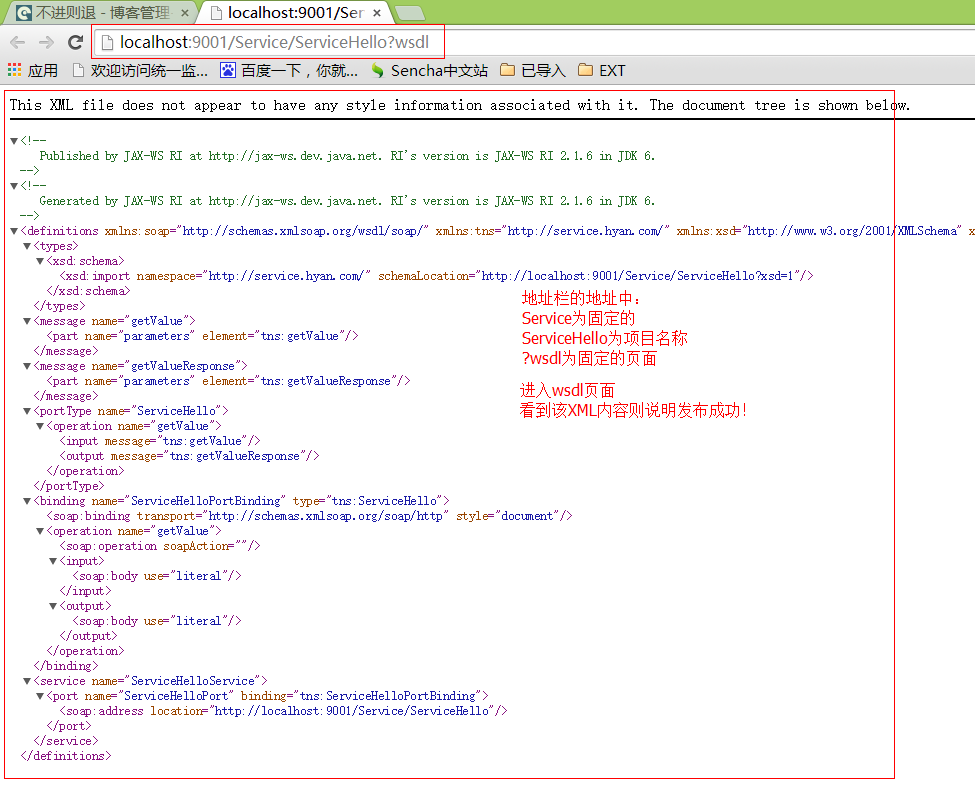 不进则退 - 博客管理
localhost:9001/Ser
localhost:9001/Service/ServiceHello?wsdl
应用 欢迎访问统一监... 百度一下，你就... Sencha中文站 已导入 EXT
This XML file does not appear to have any style information associated with it. The document tree is shown below.
▼<!--
Published by JAX-WS RI at http://jax-ws.dev.java.net. RI's version is JAX-WS RI 2.1.6 in JDK 6.
-->
▼<!--
Generated by JAX-WS RI at http://jax-ws.dev.java.net. RI's version is JAX-WS RI 2.1.6 in JDK 6.
-->
▼<definitions xmlns:soap="http://schemas.xmlsoap.org/wsdl/soap/" xmlns:tns="http://service.hyan.com/" xmlns:xsd="http://www.w3.org/2001/XMLSchema" x
▼<types>
▼<xsd:schema>
<xsd:import namespace="http://service.hyan.com/" schemaLocation="http://localhost:9001/Service/ServiceHello?xsd=1"/>
</xsd:schema>
</types>
▼<message name="getValue">
<part name="parameters" element="tns:getValue"/>
</message>
▼<message name="getValueResponse">
<part name="parameters" element="tns:getValueResponse"/>
</message>
▼<portType name="ServiceHello">
▼<operation name="getValue">
<input message="tns:getValue"/>
<output message="tns:getValueResponse"/>
</operation>
</portType>
▼<binding name="ServiceHelloPortBinding" type="tns:ServiceHello">
<soap:binding transport="http://schemas.xmlsoap.org/soap/http" style="document"/>
▼<operation name="getValue">
<soap:operation soapAction=""/>
▼<input>
<soap:body use="literal"/>
</input>
▼<output>
<soap:body use="literal"/>
</output>
</operation>
</binding>
▼<service name="ServiceHelloService">
▼<port name="ServiceHelloPort" binding="tns:ServiceHelloPortBinding">
<soap:address location="http://localhost:9001/Service/ServiceHello"/>
</port>
</service>
</definitions>
地址栏的地址中：
Service为固定的
ServiceHello为项目名称
?wsdl为固定的页面
进入wsdl页面
看到该XML内容则说明发布成功！